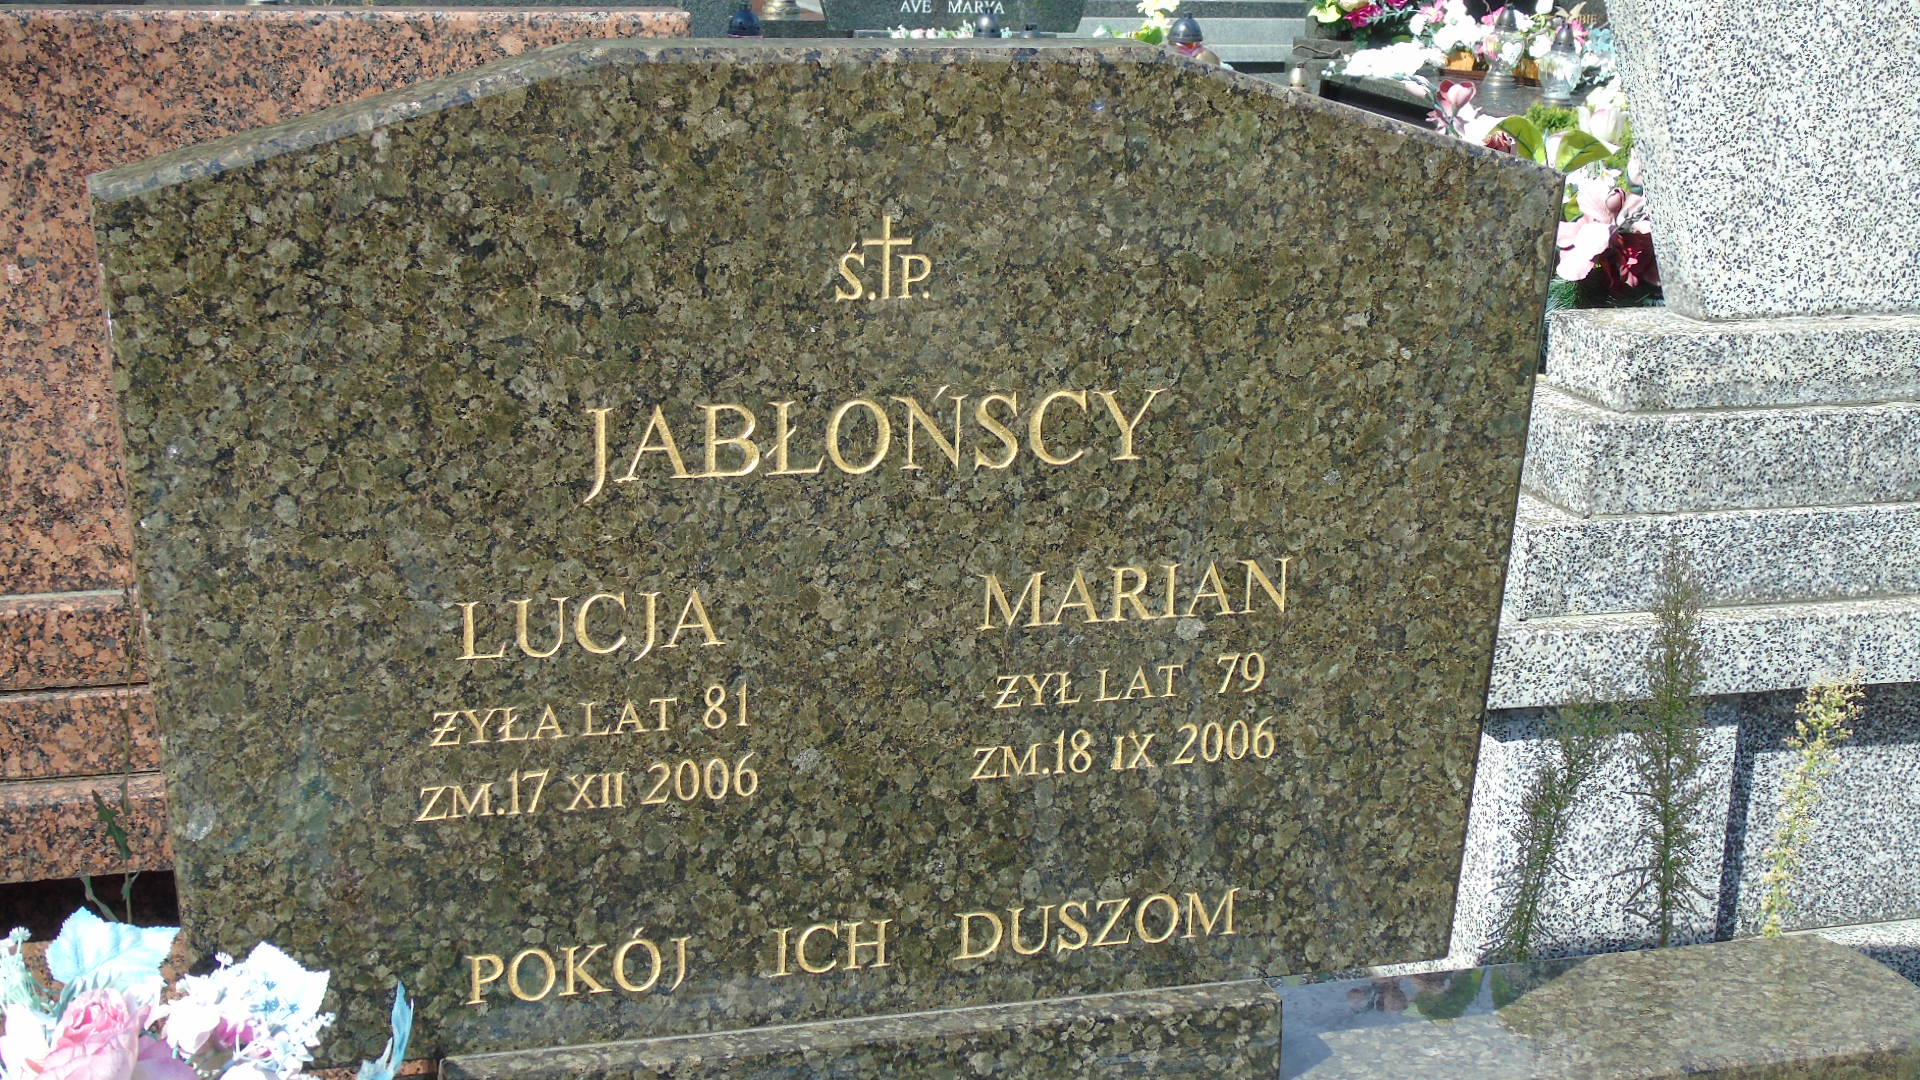 AVE MARYA
Ś.P.
JABŁOŃSCY
LUCJA
ŻYŁA LAT 81
ZM.17 XII 2006
MARIAN
ŻYŁ LAT 79
ZM.18 IX 2006
POKÓJ ICH DUSZOM